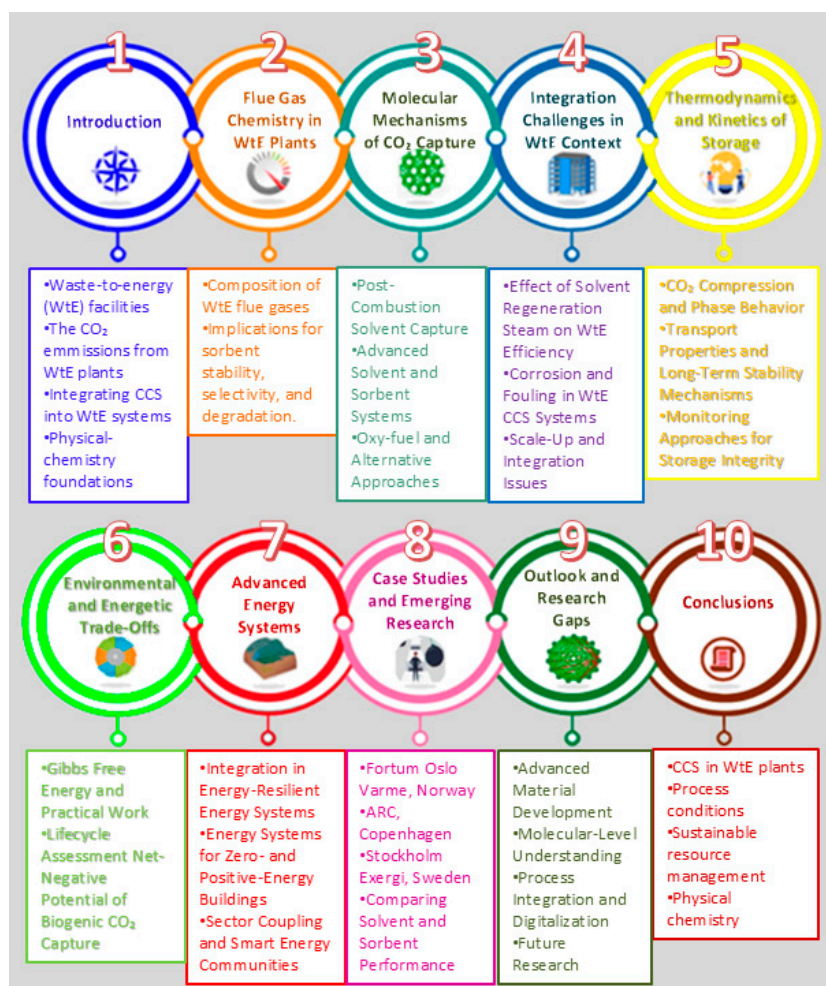 1
Introduction
•Waste-to-energy
(WtE) facilities
•The CO₂
emmissions from
WtE plants
•Integrating CCS
into WtE systems
•Physical-
chemistry
foundations
2
Flue Gas
Chemistry in
WtE Plants
•Composition of
WtE flue gases
•Implications for
sorbent
stability,
selectivity, and
degradation.
3
Molecular
Mechanisms
of CO₂ Capture
•Post-
Combustion
Solvent Capture
•Advanced
Solvent and
Sorbent
Systems
•Oxy-fuel and
Alternative
Approaches
4
Integration
Challenges in
WtE Context
•Effect of Solvent
Regeneration
Steam on WtE
Efficiency
•Corrosion and
Fouling in WtE
CCS Systems
•Scale-Up and
Integration
Issues
5
Thermodynamics
and Kinetics of
Storage
•CO₂ Compression
and Phase Behavior
•Transport
Properties and
Long-Term Stability
Mechanisms
•Monitoring
Approaches for
Storage Integrity
6
Environmental
and Energetic
Trade-Offs
•Gibbs Free
Energy and
Practical Work
•Lifecycle
Assessment Net-
Negative
Potential of
Biogenic CO₂
Capture
7
Advanced
Energy
Systems
•Integration in
Energy-Resilient
Energy Systems
•Energy Systems
for Zero- and
Positive-Energy
Buildings
•Sector Coupling
and Smart Energy
Communities
8
Case Studies
and Emerging
Research
•Fortum Oslo
Varme, Norway
•ARC,
Copenhagen
•Stockholm
Exergi, Sweden
•Comparing
Solvent and
Sorbent
Performance
9
Outlook and
Research
Gaps
•Advanced
Material
Development
•Molecular-Level
Understanding
•Process
Integration and
Digitalization
•Future
Research
10
Conclusions
•CCS in WtE plants
•Process
conditions
•Sustainable
resource
management
•Physical
chemistry